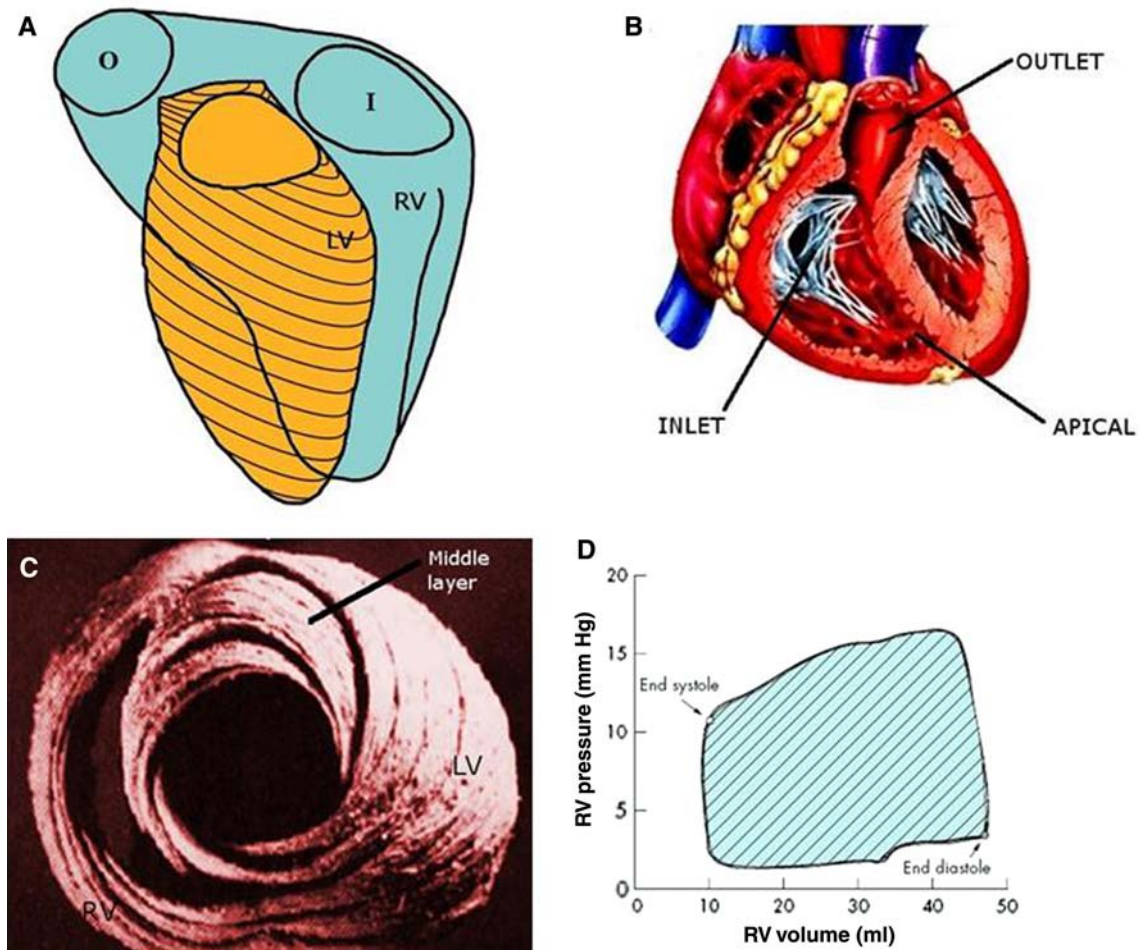 A
O
I
RV
LV
B
OUTLET
INLET
APICAL
C
Middle
layer
LV
RV
D
20
15
10
5
0
RV pressure (mm Hg)
End systole
End diastole
0
10
20
30
40
50
RV volume (ml)